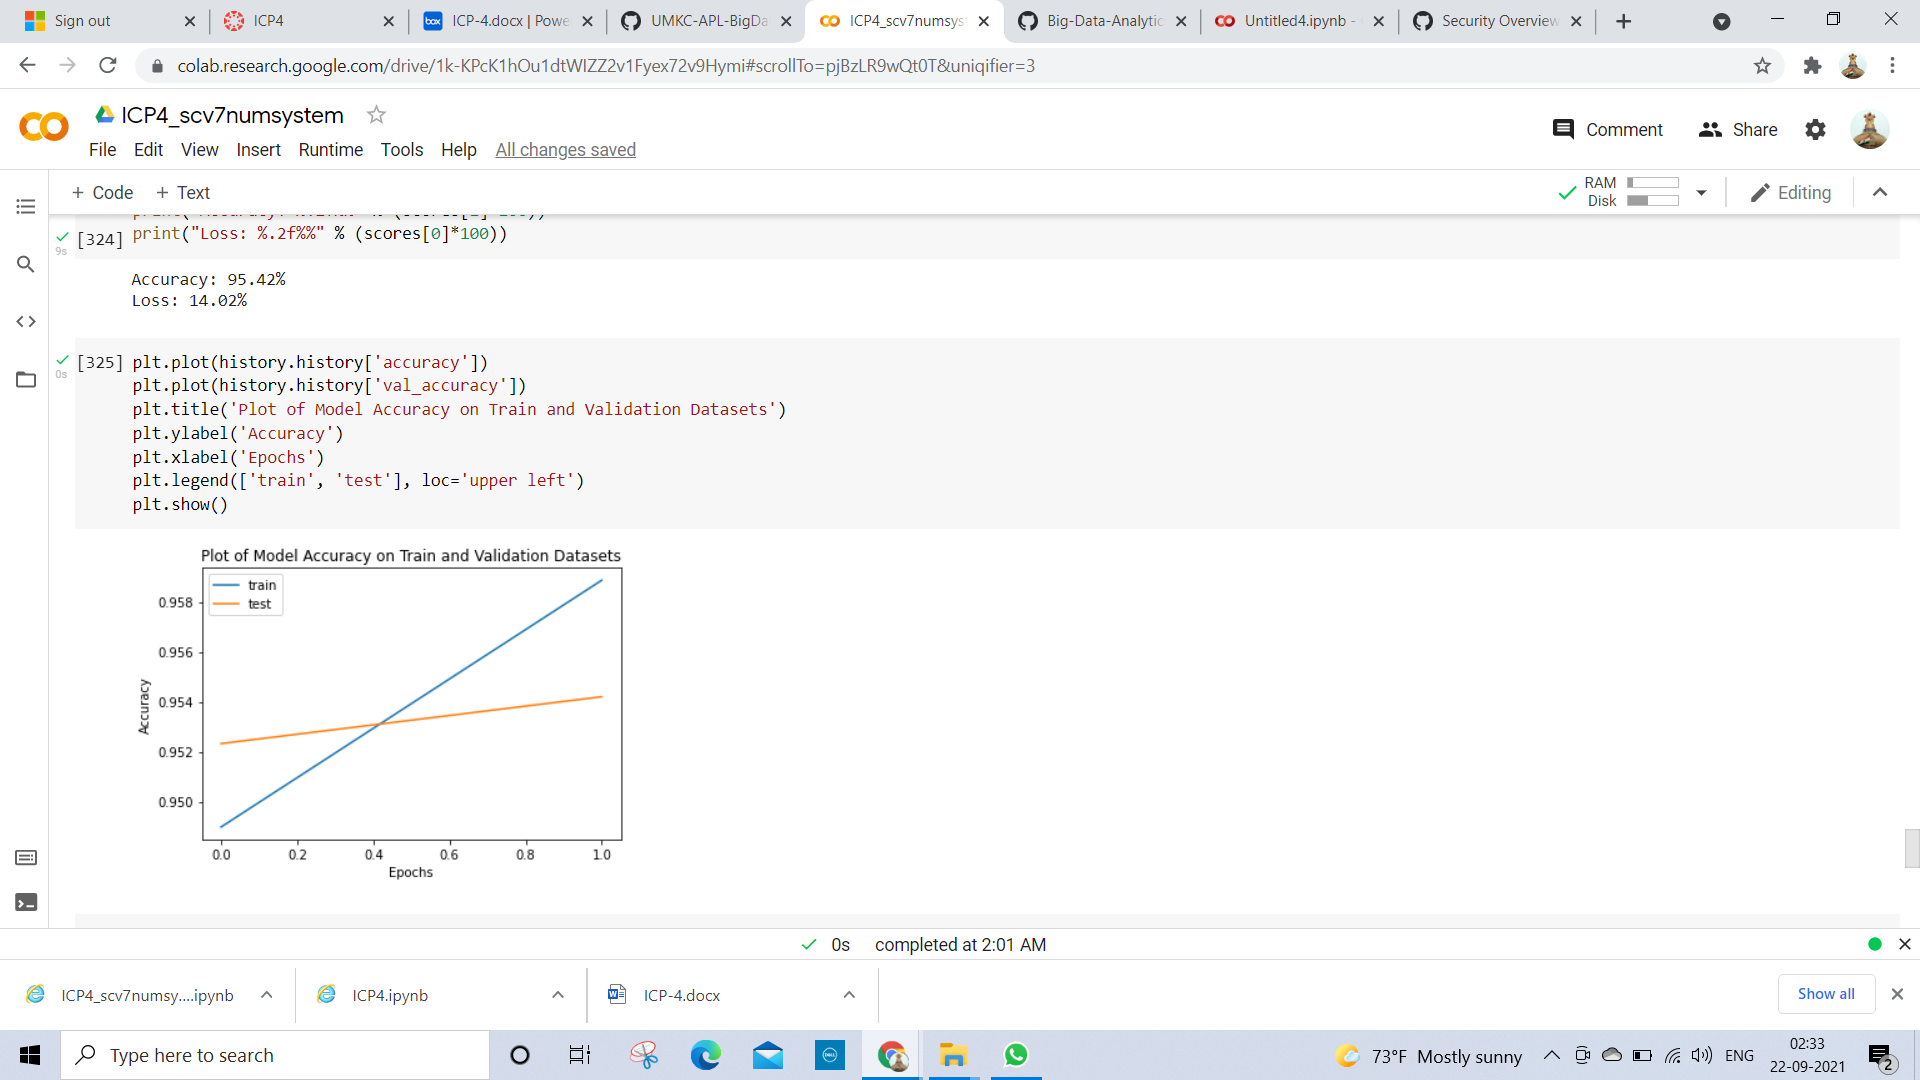 Sign out
ICP4
box ICP-4.docx | Powe
UMKC-APL-BigDa
ICP4_scv7numsyst
Big-Data-Analytic
Untitled4.ipynb -
Security Overview
colab.research.google.com/drive/1k-KPcK1hOu1dtWIZZ2v1Fyex72v9Hymi#scrollTo=pjBzLR9wQt0T&uniqifier=3
ICP4_scv7numsystem
Comment
Share
File Edit View Insert Runtime Tools Help All changes saved
+ Code + Text
RAM
Disk
Editing
[324] print("Loss: %.2f%%" % (scores[0]*100))
9s
Accuracy: 95.42%
Loss: 14.02%
[325] plt.plot(history.history['accuracy'])
0s
plt.plot(history.history['val_accuracy'])
plt.title('Plot of Model Accuracy on Train and Validation Datasets')
plt.ylabel('Accuracy')
plt.xlabel('Epochs')
plt.legend(['train', 'test'], loc='upper left')
plt.show()
Plot of Model Accuracy on Train and Validation Datasets
train
test
0.958
0.956
0.954
0.952
0.950
Accuracy
0.0 0.2 0.4 0.6 0.8 1.0
Epochs
0s completed at 2:01 AM
ICP4_scv7numsy....ipynb
ICP4.ipynb
ICP-4.docx
Show all
Type here to search
DELL
73°F Mostly sunny
ENG
02:33
22-09-2021
2